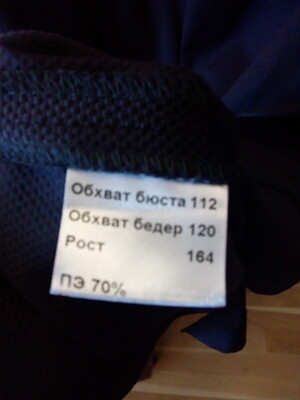 Обхват бюста 112
Обхват бедер 120
Рост 164
ПЭ 70%